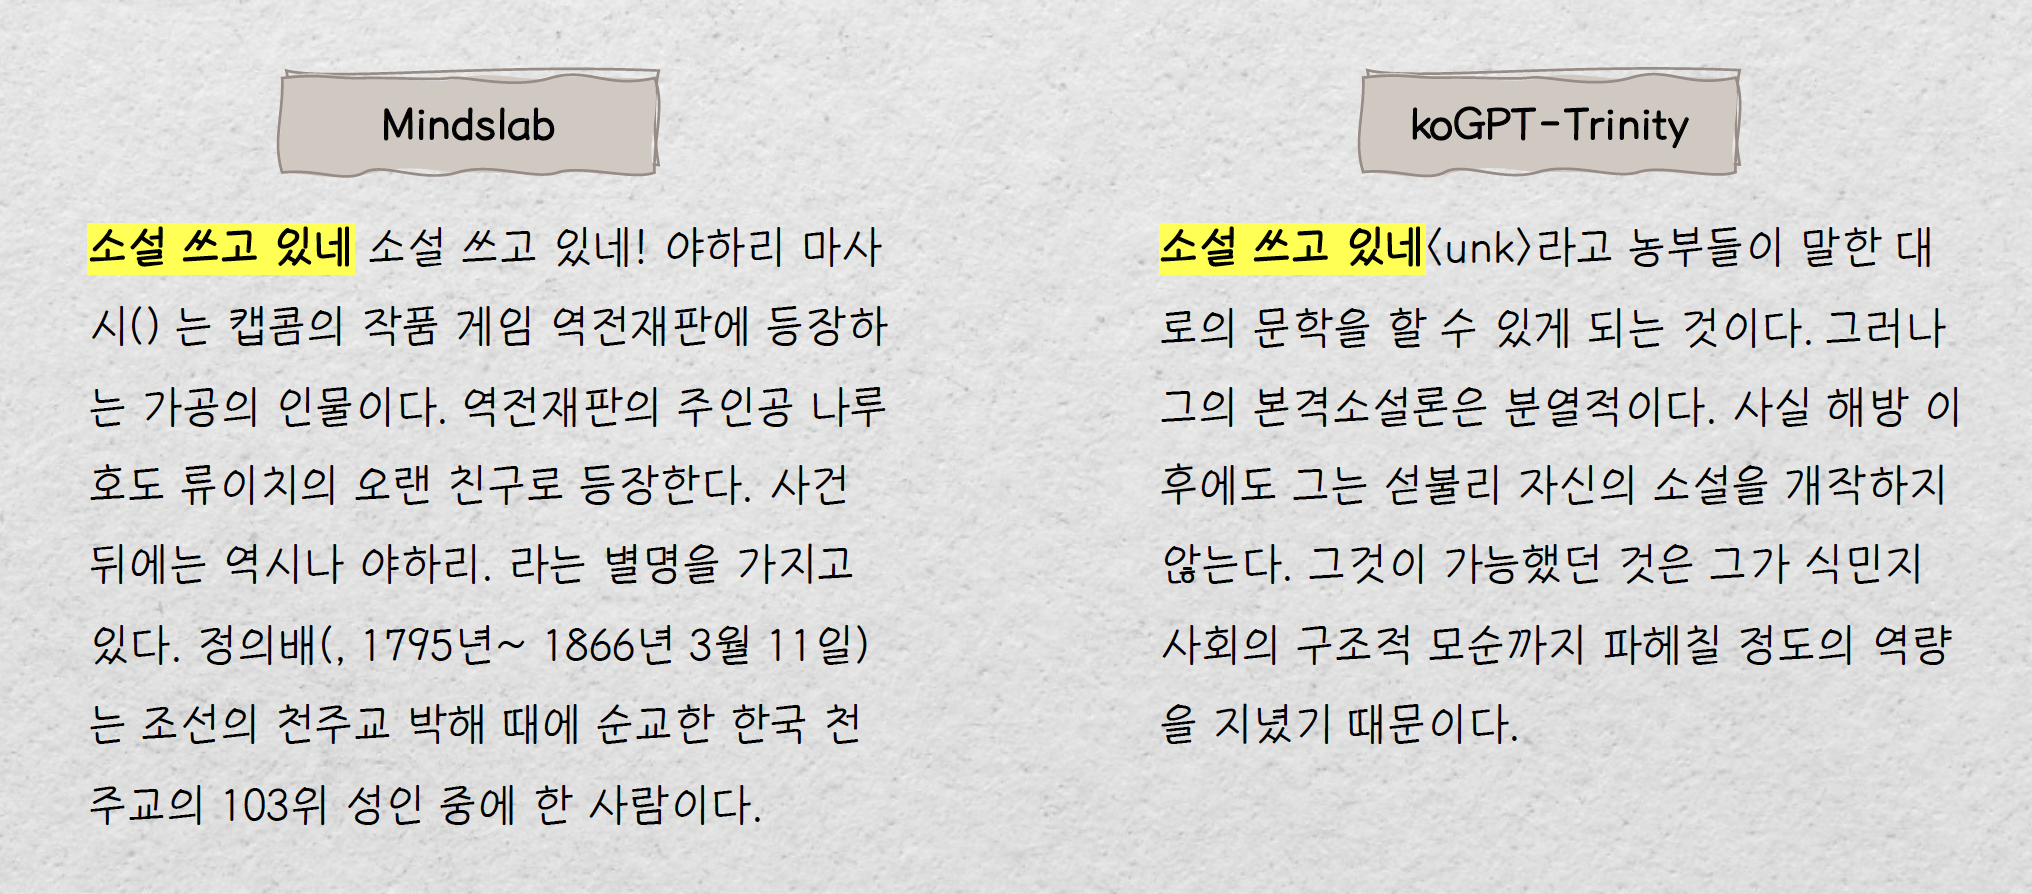 Mindslab
소설 쓰고 있네 소설 쓰고 있네! 야하리 마사
시() 는 캡콤의 작품 게임 역전재판에 등장하
는 가공의 인물이다. 역전재판의 주인공 나루
호도 류이치의 오랜 친구로 등장한다. 사건
뒤에는 역시나 야하리. 라는 별명을 가지고
있다. 정의배(, 1795년~ 1866년 3월 11일)
는 조선의 천주교 박해 때에 순교한 한국 천
주교의 103위 성인 중에 한 사람이다.
koGPT-Trinity
소설 쓰고 있네<unk>라고 농부들이 말한 대
로의 문학을 할 수 있게 되는 것이다. 그러나
그의 본격소설론은 분열적이다. 사실 해방 이
후에도 그는 섣불리 자신의 소설을 개작하지
않는다. 그것이 가능했던 것은 그가 식민지
사회의 구조적 모순까지 파헤칠 정도의 역량
을 지녔기 때문이다.